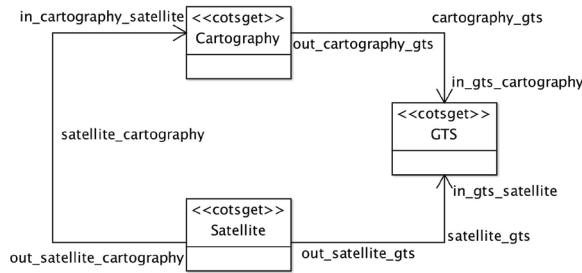 in_cartography_satellite
<<cotsget>>
Cartography
cartography_gts
out_cartography_gts
in_gts_cartography
<<cotsget>>
GTS
satellite_cartography
in_gts_satellite
<<cotsget>>
Satellite
satellite_gts
out_satellite_cartography
out_satellite_gts